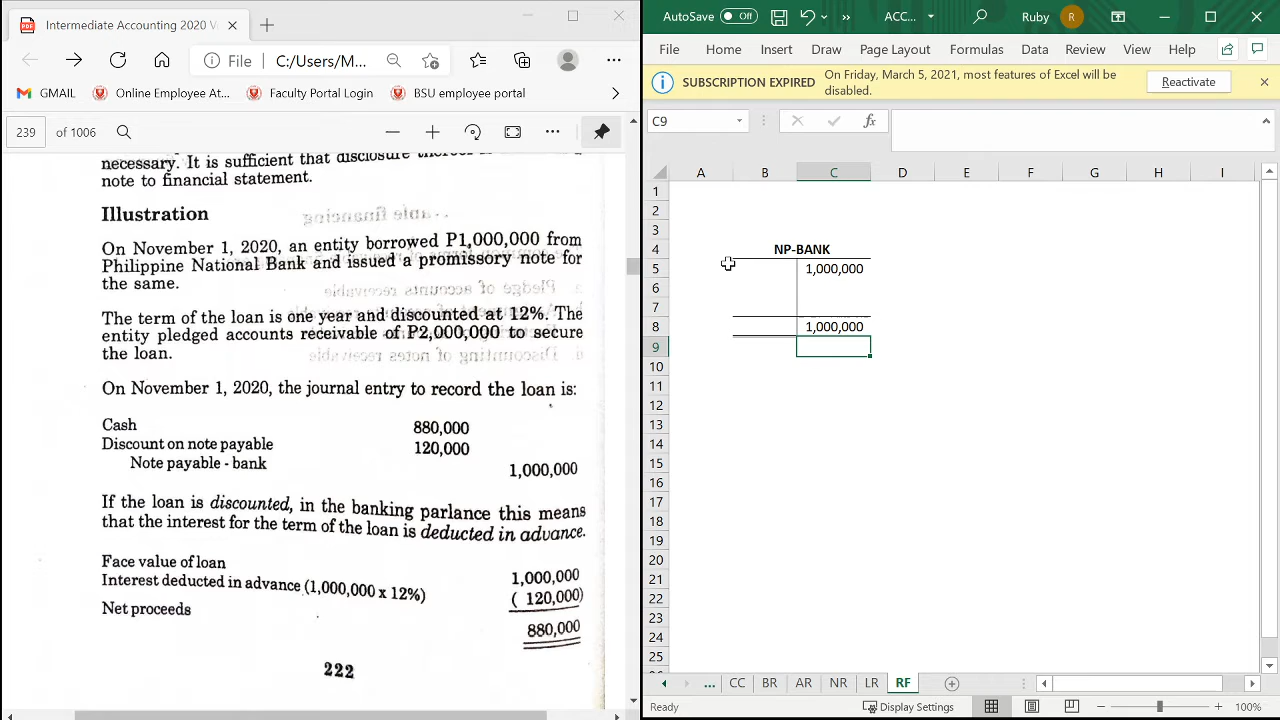 Intermediate Accounting 2020 V
File
C:/Users/M...
GMAIL
Online Employee At...
Faculty Portal Login
BSU employee portal
239
of 1006
note to financial statement.
Illustration
On November 1, 2020, an entity borrowed P1,000,000 from
Philippine National Bank and issued a promissory note for
the same.
The term of the loan is one year and discounted at 12%. The
entity pledged accounts receivable of P2,000,000 to secure
the loan.
On November 1, 2020, the journal entry to record the loan is:
Cash 880,000
Discount on note payable 120,000
Note payable - bank 1,000,000
If the loan is discounted, in the banking parlance this means
that the interest for the term of the loan is deducted in advance.
Face value of loan 1,000,000
Interest deducted in advance (1,000,000 x 12%) ( 120,000)
Net proceeds 880,000
222
AutoSave Off ACC... Ruby R
File Home Insert Draw Page Layout Formulas Data Review View Help
SUBSCRIPTION EXPIRED On Friday, March 5, 2021, most features of Excel will be
disabled.
Reactivate
C9 fx
A B C D E F G H I
1
2
3
4 NP-BANK
5 1,000,000
6
7
8 1,000,000
9
10
11
12
13
14
15
16
17
18
19
20
21
22
23
24
25
... CC BR AR NR LR RF
Ready Display Settings 100%